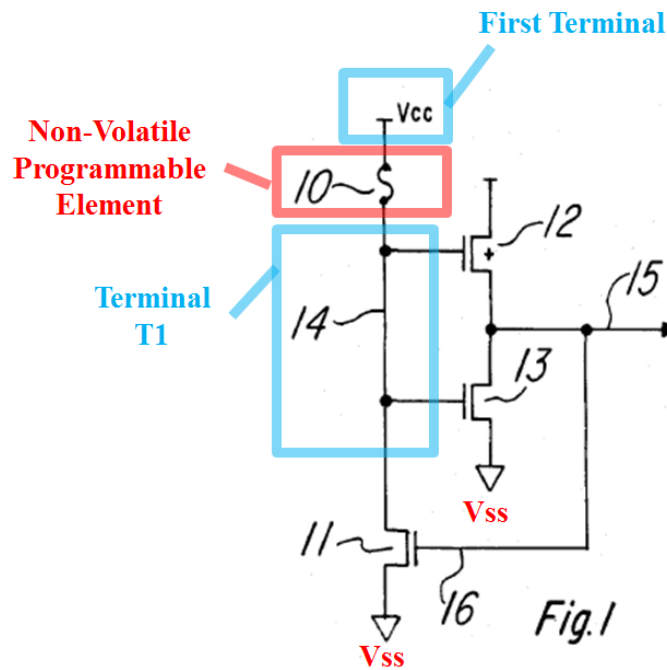 First Terminal
Vcc
Non-Volatile
Programmable
Element
10
12
Terminal
T1
14
15
13
Vss
11
16
Fig.1
Vss